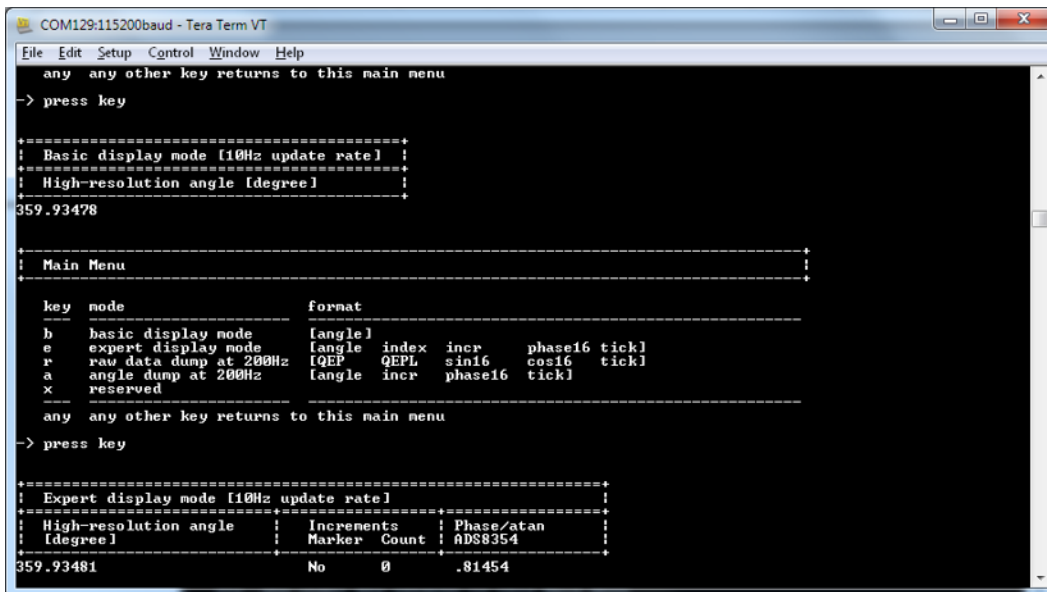 COM129:115200baud - Tera Term VT
File Edit Setup Control Window Help
any any other key returns to this main menu
-> press key
Basic display mode [10Hz update rate]
High-resolution angle [degree]
359.93478
Main Menu
key mode format
b basic display mode [angle]
e expert display mode [angle index incr phase16 tick]
r raw data dump at 200Hz [QEP QEPL sin16 cos16 tick]
a angle dump at 200Hz [angle incr phase16 tick]
x reserved
any any other key returns to this main menu
-> press key
Expert display mode [10Hz update rate]
High-resolution angle | Increments | Phase/atan
[degree] | Marker Count | ADS8354
359.93481 No 0 .81454